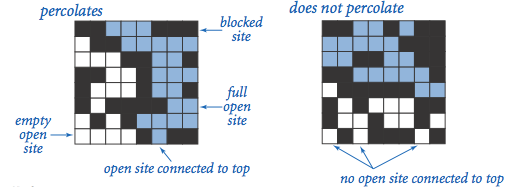 percolates
does not percolate
blocked
site
full
open
site
empty
open
site
open site connected to top
no open site connected to top